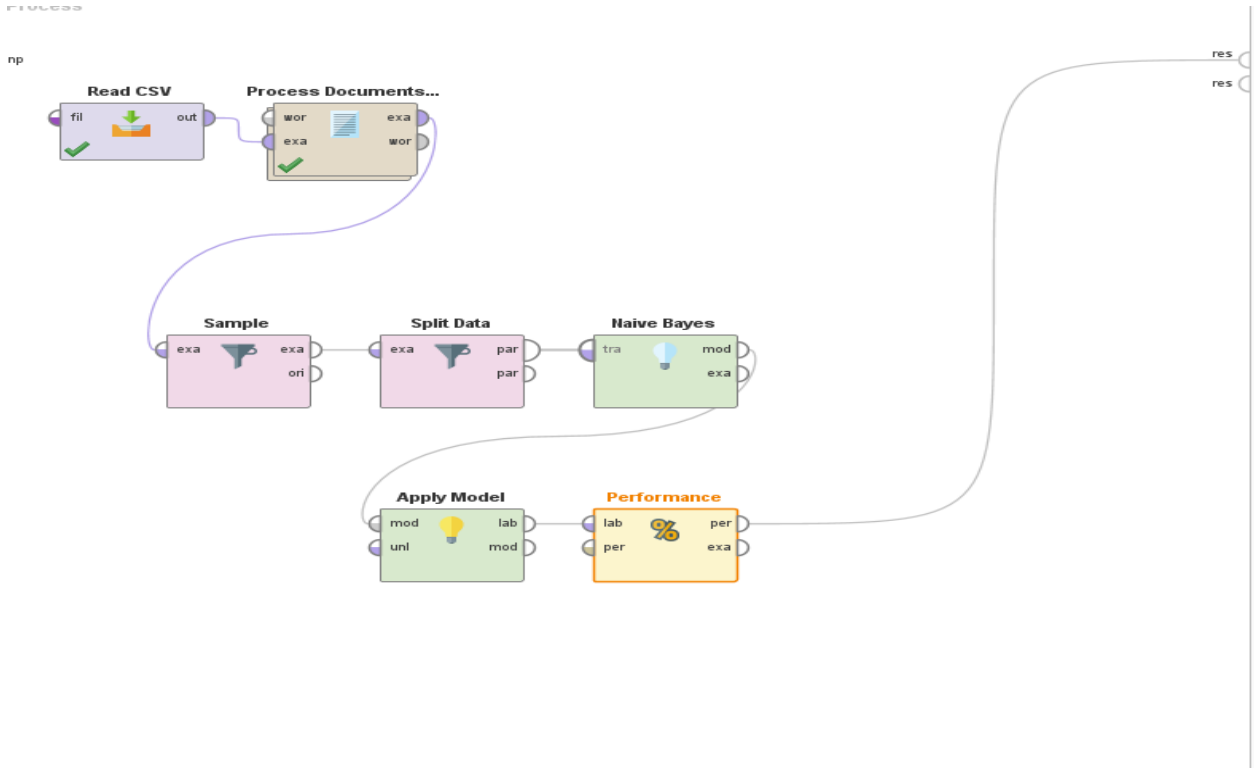 Process
np
res
res
Read CSV
fil out
Process Documents...
wor exa
exa wor
Sample
exa exa
ori
Split Data
exa par
par
Naive Bayes
tra mod
exa
Apply Model
mod lab
unl mod
Performance
lab per
per exa
%